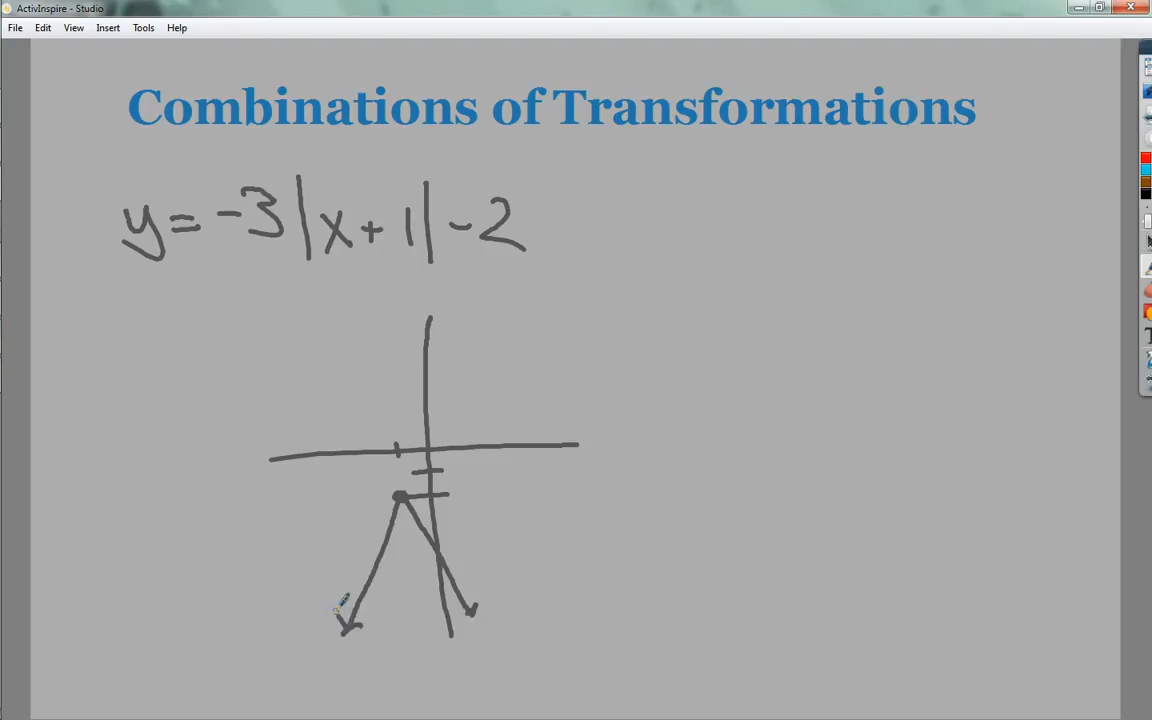 ActivInspire - Studio
File Edit View Insert Tools Help
Combinations of Transformations
y = -3|x+1|-2